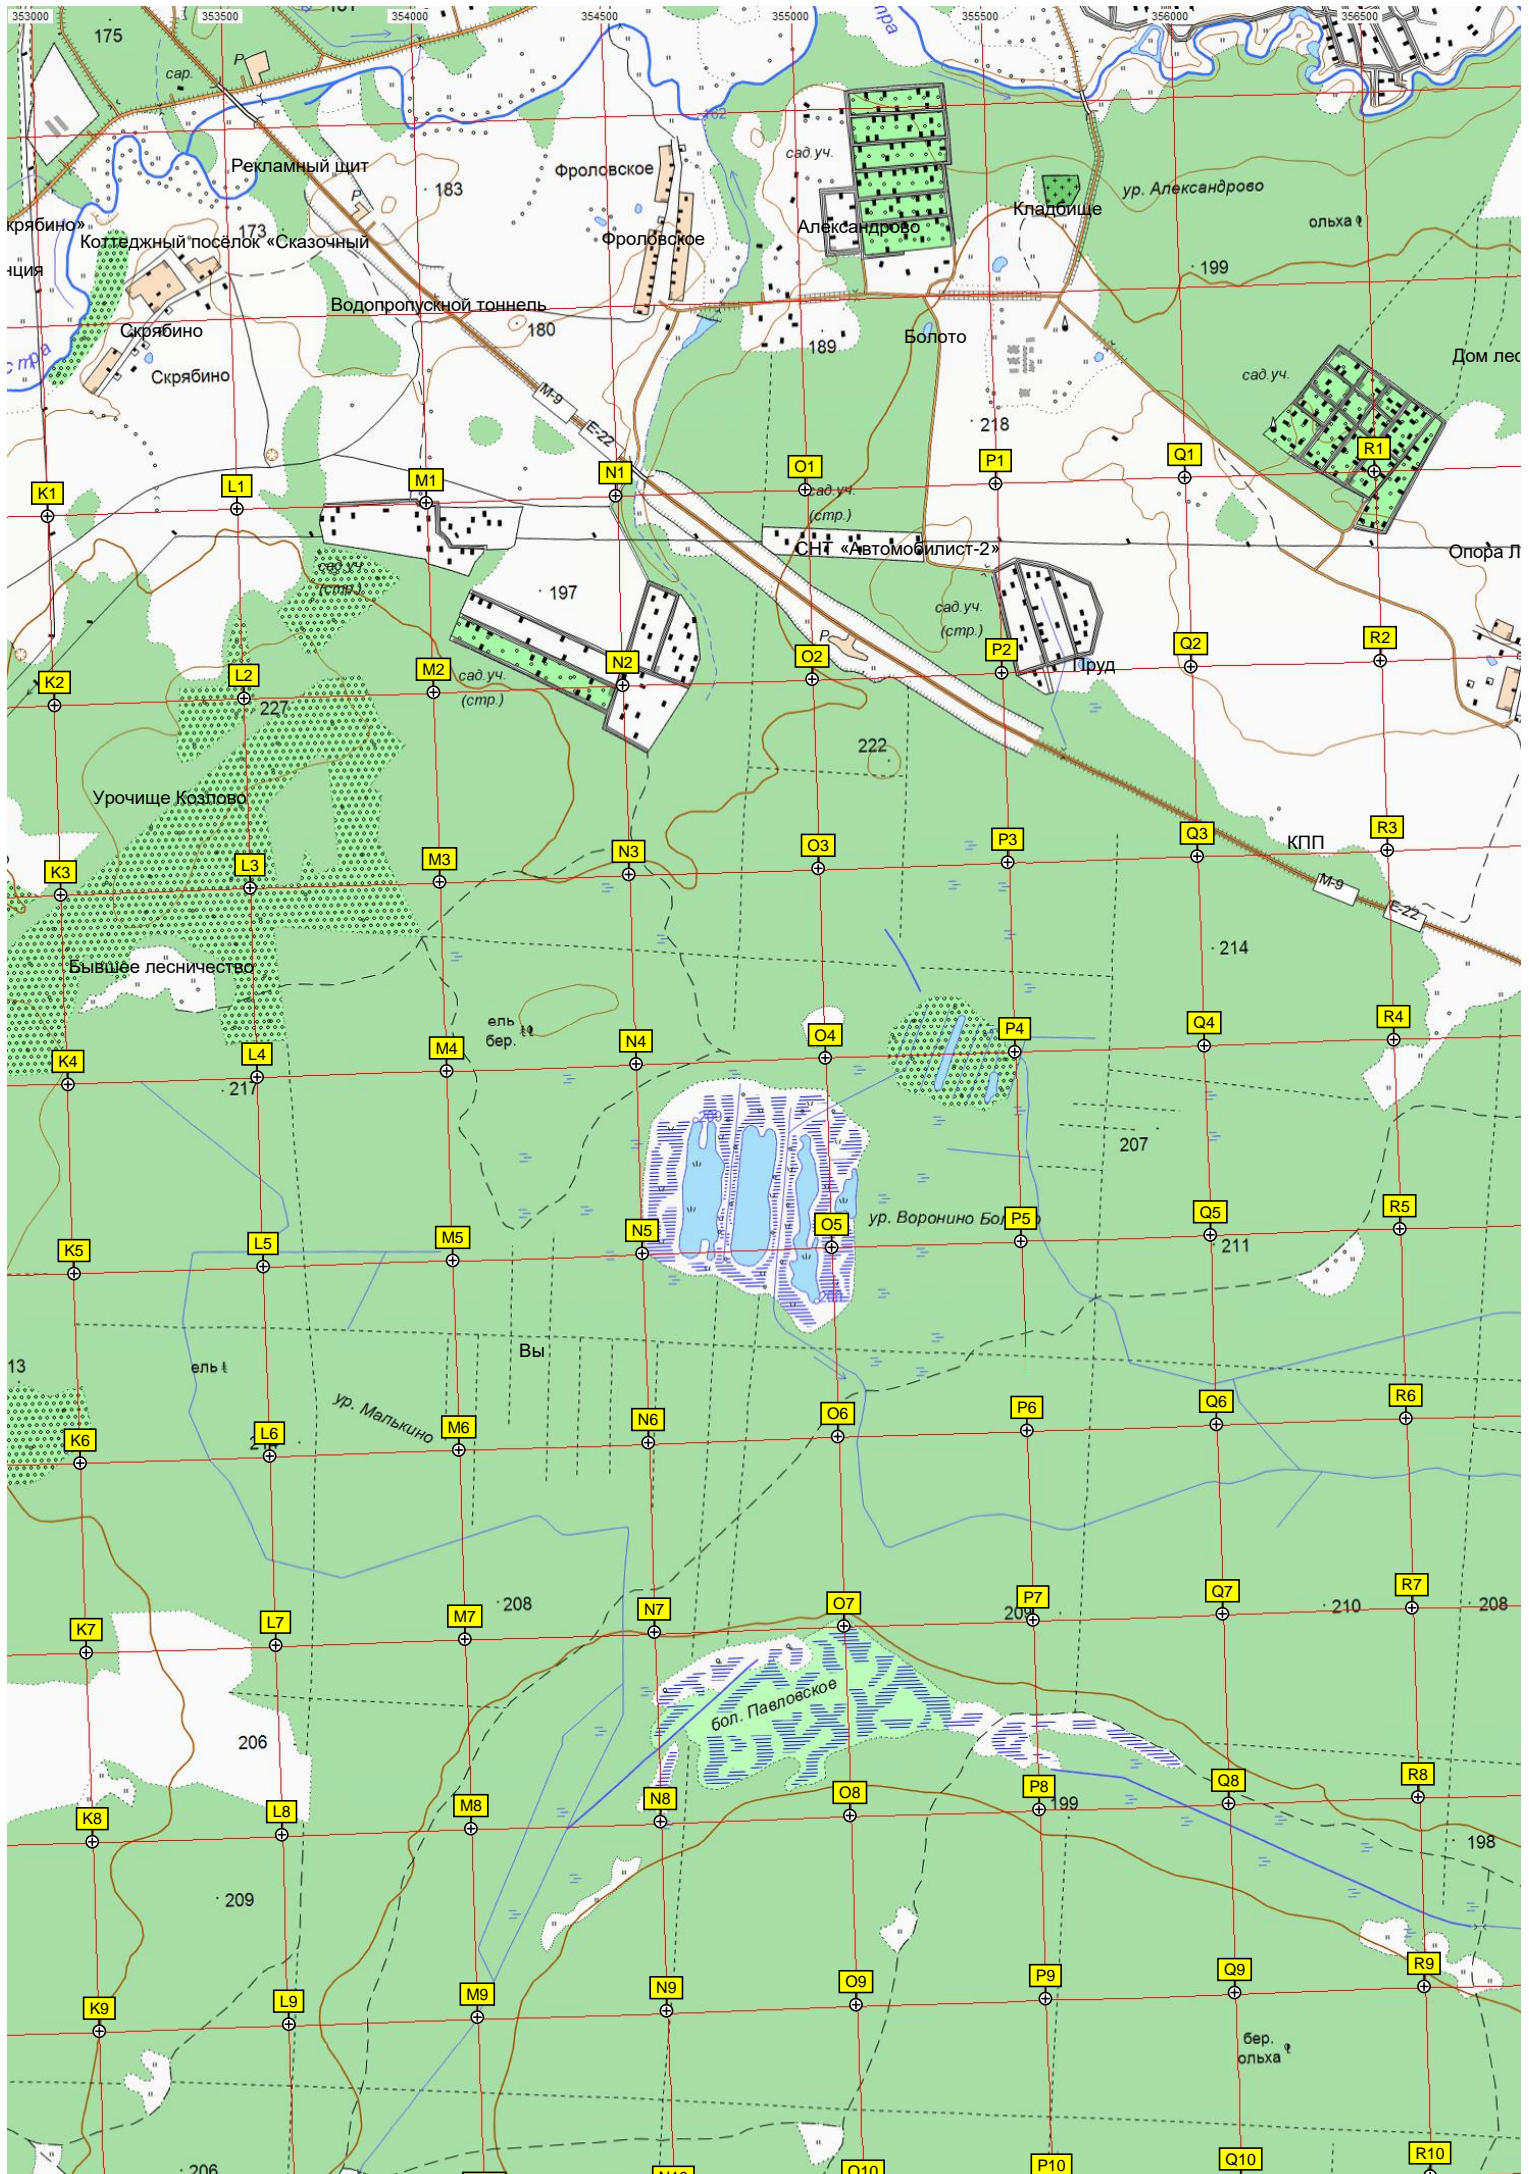 353000 353500 354000 354500 355000 355500 356000 356500
175
сар.
Р
162
Рекламный щит
183
Фроловское
сад.уч.
ур. Александрово
Кладбище
ольха
173
Коттеджный посёлок «Сказочный
Р
Фроловское
Александрово
199
Водопропускной тоннель
Скрябино
180
189
Болото
Скрябино
Дом лес
сад.уч.
М-9
Е-22
218
K1 L1 M1 N1 O1 P1 Q1 R1
сад.уч.
(стр.)
СНТ «Автомобилист-2»
Опора Л
сад.уч.
(стр.)
197
сад.уч.
(стр.)
Р
K2 L2 M2 N2 O2 P2 Q2 R2
Пруд
сад.уч.
(стр.)
227
222
Урочище Козлово
КПП
K3 L3 M3 N3 O3 P3 Q3 R3
М-9
Е-22
214
Бывшее лесничество
ель
бер.
K4 L4 M4 N4 O4 P4 Q4 R4
217
207
ур. Воронино Бол
K5 L5 M5 N5 O5 P5 Q5 R5
211
Вы
13
ель
ур. Малькино
K6 L6 M6 N6 O6 P6 Q6 R6
208
209
210
208
K7 L7 M7 N7 O7 P7 Q7 R7
бол. Павловское
206
K8 L8 M8 N8 O8 P8 Q8 R8
199
198
209
K9 L9 M9 N9 O9 P9 Q9 R9
бер.
ольха
206
N10 O10 P10 Q10 R10